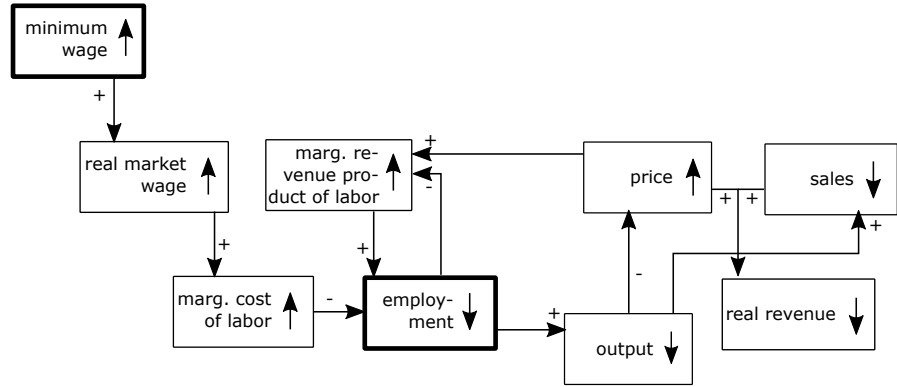 minimum
wage
+
real market
wage
+
marg. cost
of labor
-
marg. re-
venue pro-
duct of labor
+
-
+
employ-
ment
+
output
-
+
price
+
+
sales
real revenue